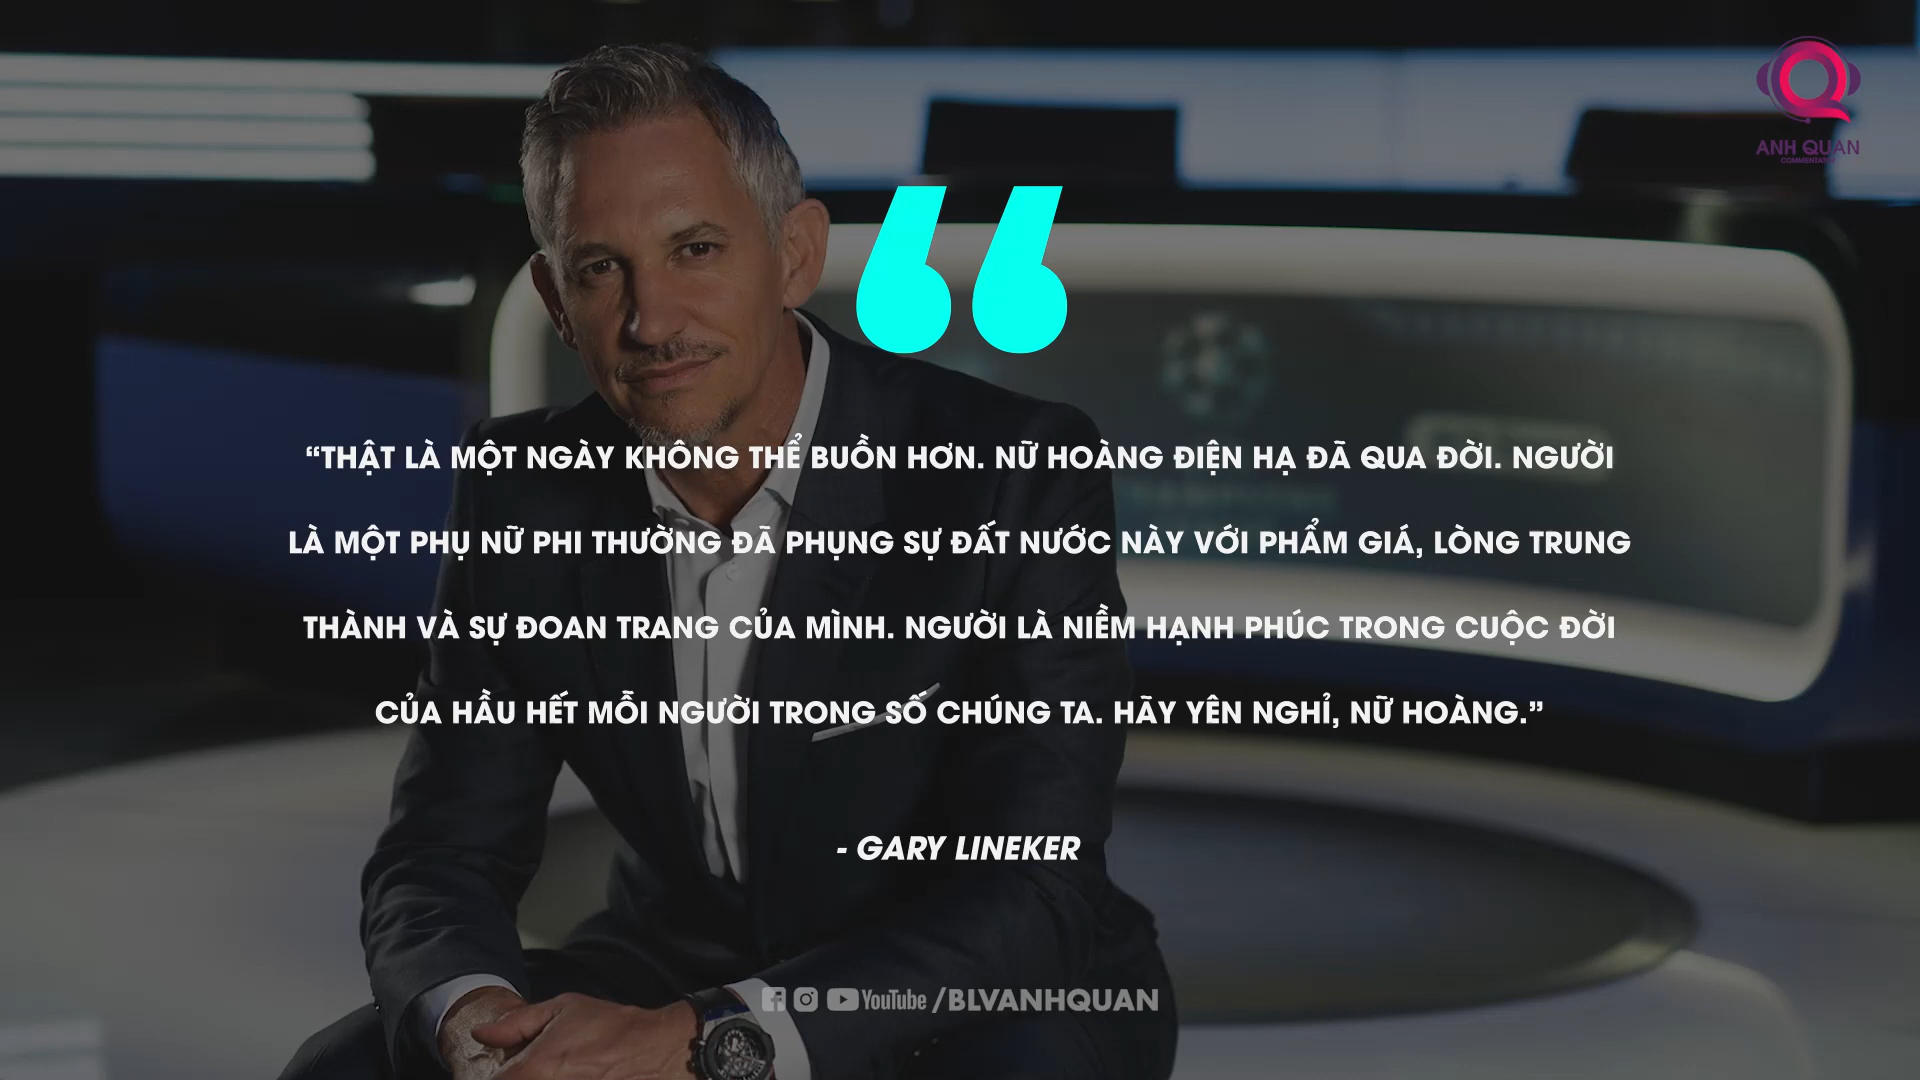 ANH QUAN
“THẬT LÀ MỘT NGÀY KHÔNG THỂ BUỒN HƠN. NỮ HOÀNG ĐIỆN HẠ ĐÃ QUA ĐỜI. NGƯỜI
LÀ MỘT PHỤ NỮ PHI THƯỜNG ĐÃ PHỤNG SỰ ĐẤT NƯỚC NÀY VỚI PHẨM GIÁ, LÒNG TRUNG
THÀNH VÀ SỰ ĐOAN TRANG CỦA MÌNH. NGƯỜI LÀ NIỀM HẠNH PHÚC TRONG CUỘC ĐỜI
CỦA HẦU HẾT MỖI NGƯỜI TRONG SỐ CHÚNG TA. HÃY YÊN NGHỈ, NỮ HOÀNG.”
- GARY LINEKER
YouTube /BLVANHQUAN